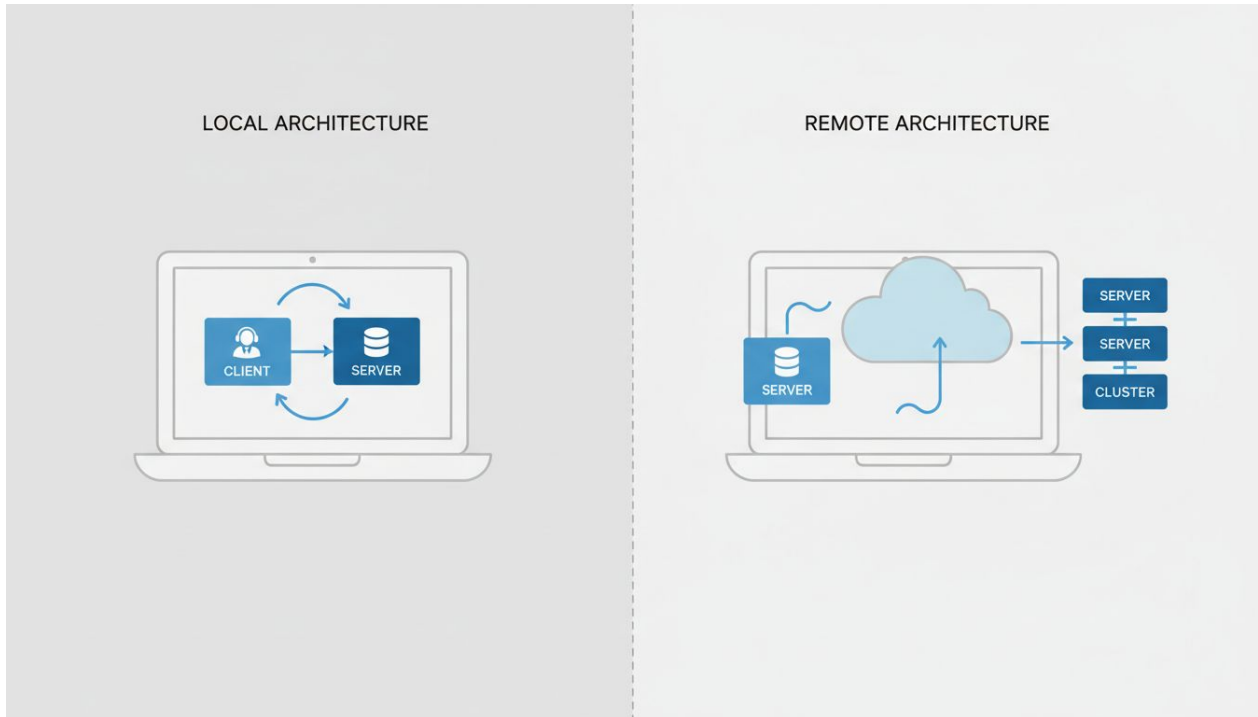 LOCAL ARCHITECTURE
CLIENT
SERVER
REMOTE ARCHITECTURE
SERVER
SERVER
SERVER
CLUSTER